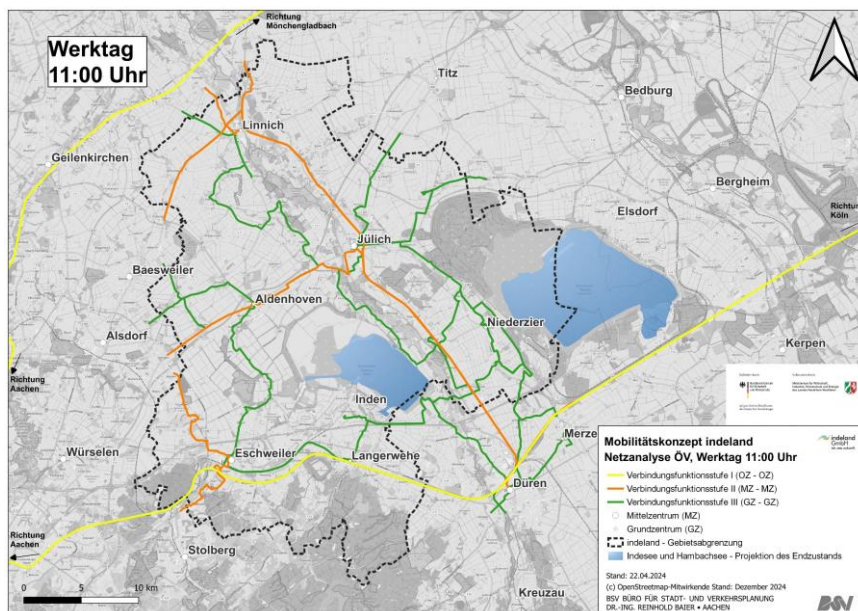 Richtung
Mönchengladbach
Werktag
11:00 Uhr
Titz
Bedburg
Linnich
Geilenkirchen
Bergheim
Elsdorf
Richtung
Köln
Jülich
Baesweiler
Aldenhoven
Niederzier
Alsdorf
Kerpen
Richtung
Aachen
Inden
Merze
Würselen
Eschweiler
Langerwehe
Düren
Richtung
Aachen
Stolberg
Kreuzau
0 5 10 km
Mobilitätskonzept indeland
indeland
GmbH
Netzanalyse ÖV, Werktag 11:00 Uhr
Verbindungsfunktionsstufe I (OZ - OZ)
Verbindungsfunktionsstufe II (MZ - MZ)
Verbindungsfunktionsstufe III (GZ - GZ)
Mittelzentrum (MZ)
Grundzentrum (GZ)
indeland - Gebietsabgrenzung
Indesee und Hambachsee - Projektion des Endzustands
Stand: 22.04.2024
(c) OpenStreetmap-Mitwirkende Stand: Dezember 2024
BSV BÜRO FÜR STADT- UND VERKEHRSPLANUNG
DR.-ING. REINHOLD BAIER • AACHEN
BSV